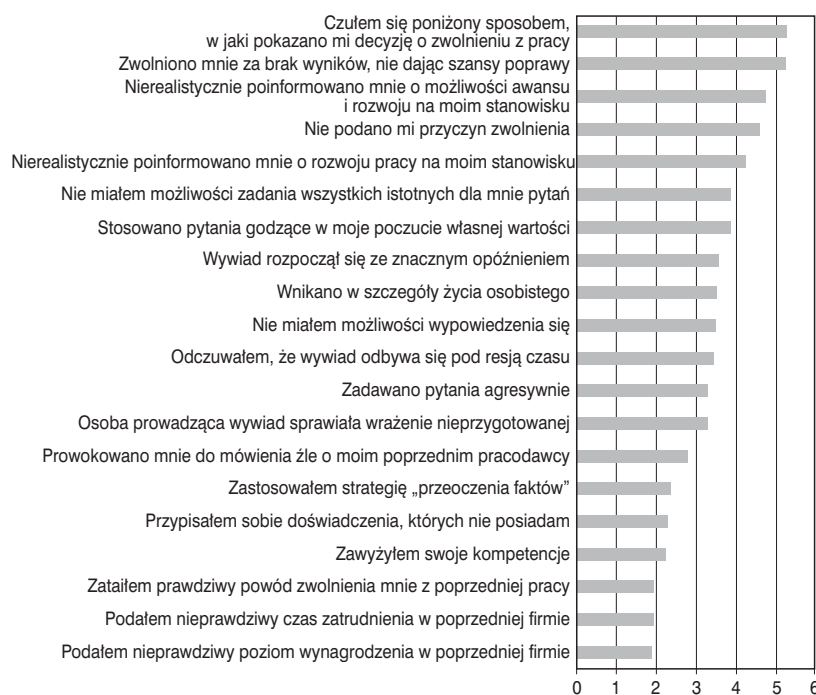 Czułem się poniżony sposobem,
w jaki pokazano mi decyzję o zwolnieniu z pracy
Zwolniono mnie za brak wyników, nie dając szansy poprawy
Nierealistycznie poinformowano mnie o możliwości awansu
i rozwoju na moim stanowisku
Nie podano mi przyczyn zwolnienia
Nierealistycznie poinformowano mnie o rozwoju pracy na moim stanowisku
Nie miałem możliwości zadania wszystkich istotnych dla mnie pytań
Stosowano pytania godzące w moje poczucie własnej wartości
Wywiad rozpoczął się ze znacznym opóźnieniem
Wnikano w szczegóły życia osobistego
Nie miałem możliwości wypowiedzenia się
Odczuwałem, że wywiad odbywa się pod resją czasu
Zadawano pytania agresywnie
Osoba prowadząca wywiad sprawiała wrażenie nieprzygotowanej
Prowokowano mnie do mówienia źle o moim poprzednim pracodawcy
Zastosowałem strategię „przeoczenia faktów”
Przypisałem sobie doświadczenia, których nie posiadam
Zawyżyłem swoje kompetencje
Zataiłem prawdziwy powód zwolnienia mnie z poprzedniej pracy
Podałem nieprawdziwy czas zatrudnienia w poprzedniej firmie
Podałem nieprawdziwy poziom wynagrodzenia w poprzedniej firmie
0 1 2 3 4 5 6